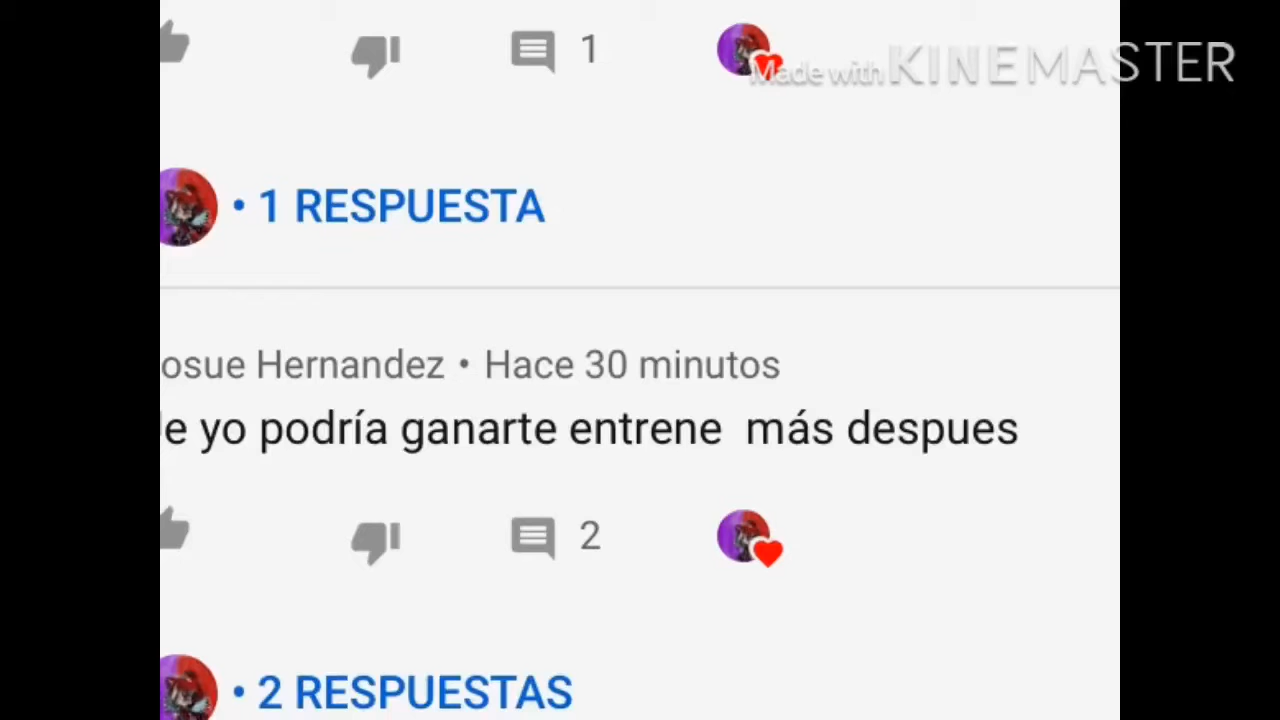 1
Made with KINEMASTER
• 1 RESPUESTA
osue Hernandez • Hace 30 minutos
e yo podría ganarte entrene más despues
2
• 2 RESPUESTAS